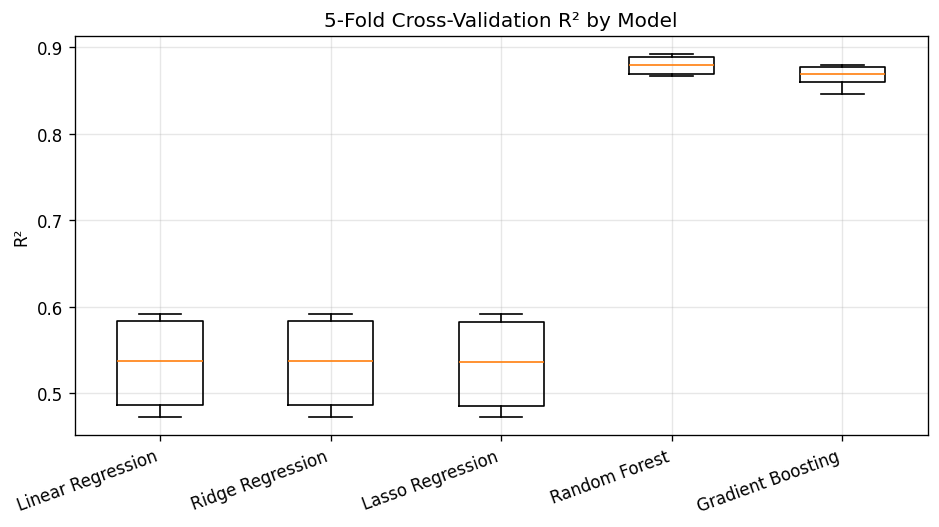 5-Fold Cross-Validation R² by Model
0.9
0.8
0.7
0.6
0.5
R²
Linear Regression
Ridge Regression
Lasso Regression
Random Forest
Gradient Boosting